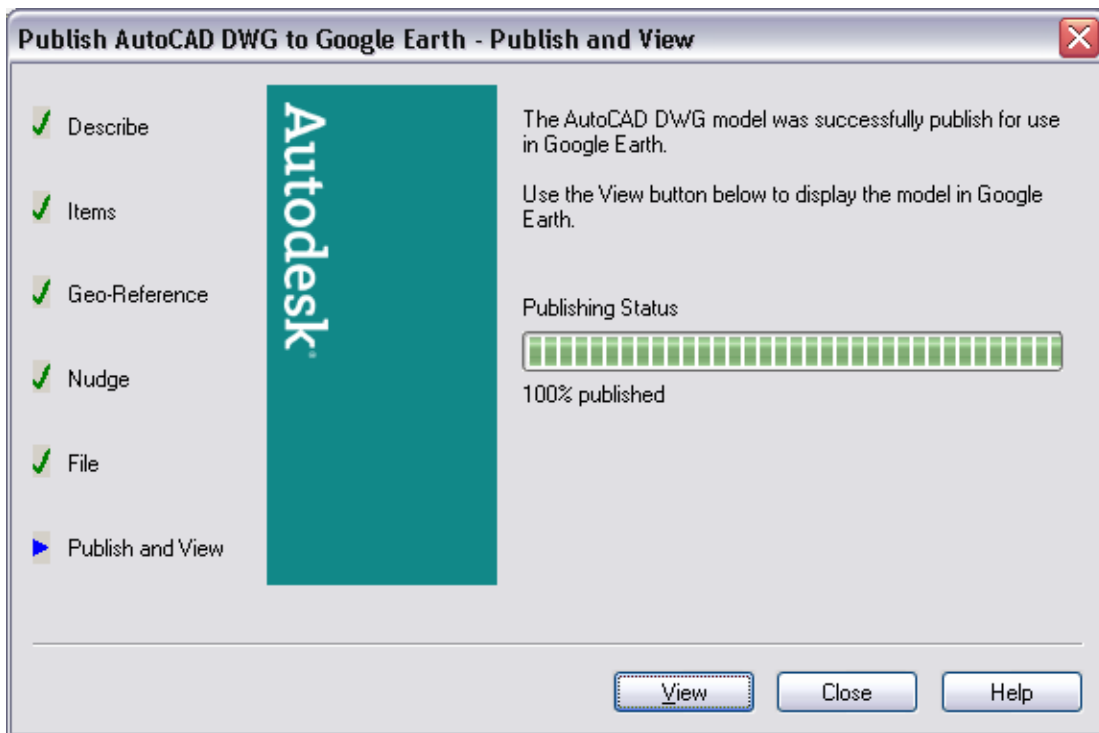 Publish AutoCAD DWG to Google Earth - Publish and View
Describe
Items
Geo-Reference
Nudge
File
Publish and View
Autodesk
The AutoCAD DWG model was successfully publish for use
in Google Earth.
Use the View button below to display the model in Google
Earth.
Publishing Status
100% published
View
Close
Help